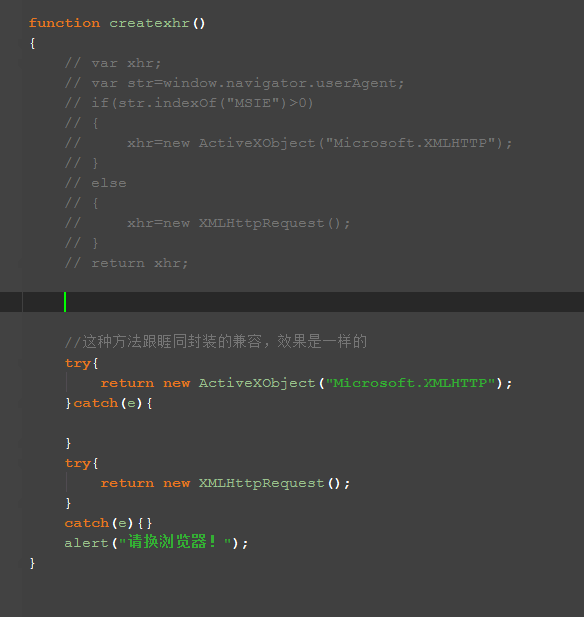 function createxhr()
{
    // var xhr;
    // var str=window.navigator.userAgent;
    // if(str.indexOf("MSIE")>0)
    // {
    //     xhr=new ActiveXObject("Microsoft.XMLHTTP");
    // }
    // else
    // {
    //     xhr=new XMLHttpRequest();
    // }
    // return xhr;
    //这种方法跟眶同封装的兼容，效果是一样的
    try{
        return new ActiveXObject("Microsoft.XMLHTTP");
    }catch(e){
    }
    try{
        return new XMLHttpRequest();
    }
    catch(e){}
    alert("请换浏览器！");
}